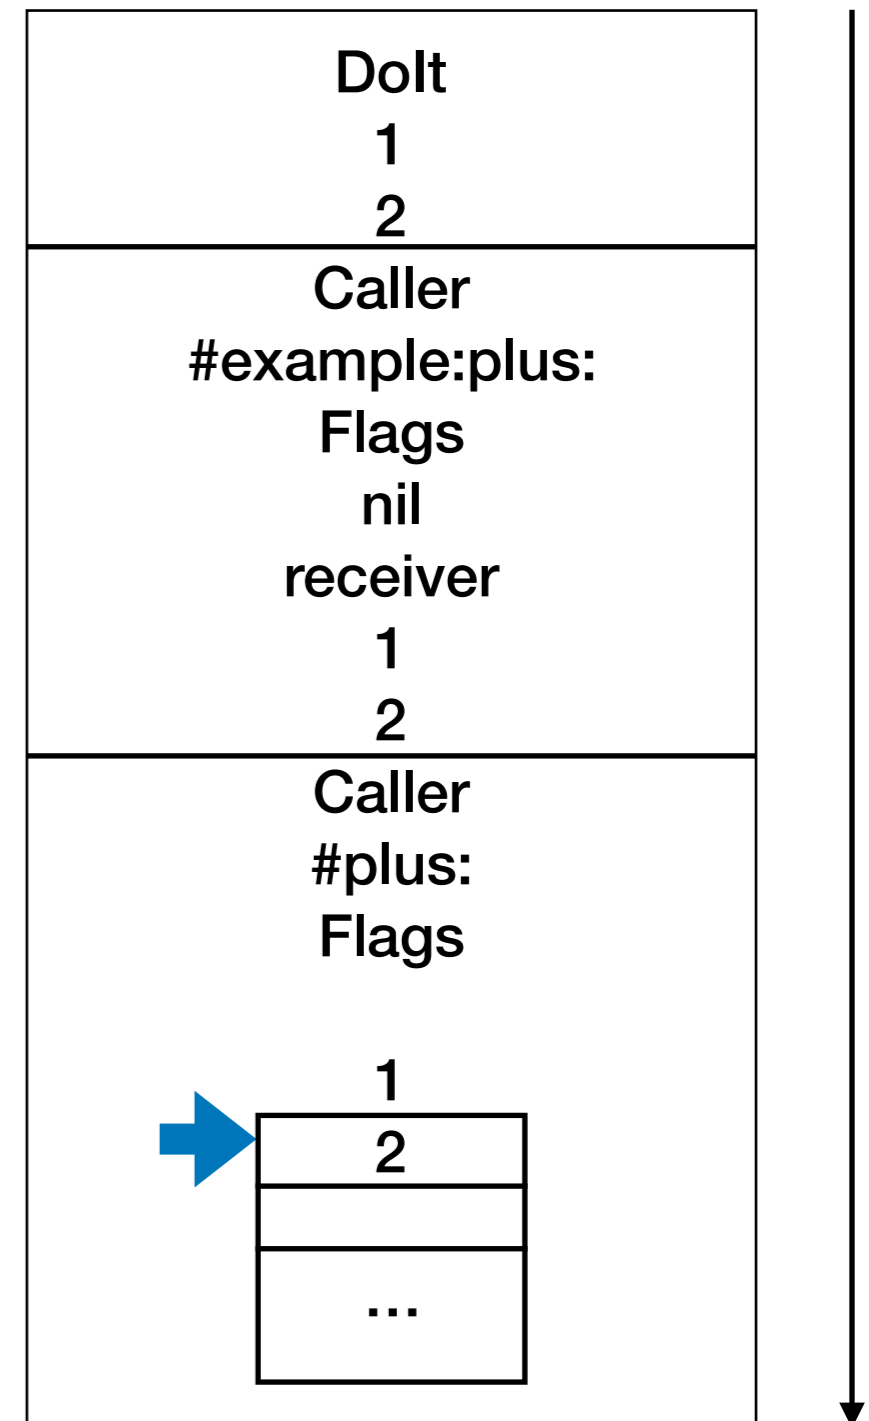 DoIt
1
2
Caller
#example:plus:
Flags
nil
receiver
1
2
Caller
#plus:
Flags
1
2
...